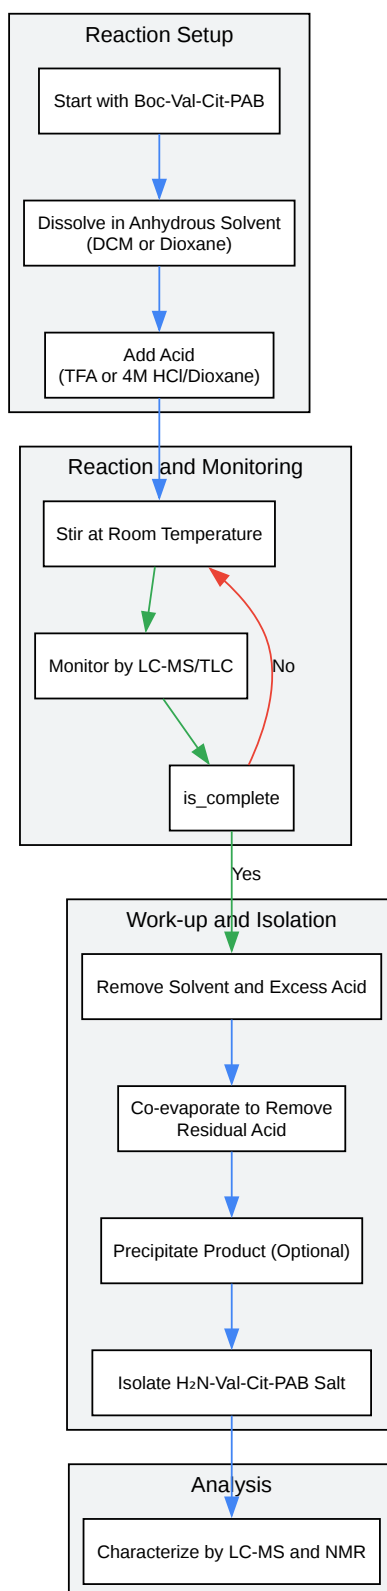 Reaction Setup
Start with Boc-Val-Cit-PAB
Dissolve in Anhydrous Solvent
(DCM or Dioxane)
Add Acid
(TFA or 4M HCl/Dioxane)
Reaction and Monitoring
Stir at Room Temperature
Monitor by LC-MS/TLC
No
is_complete
Yes
Work-up and Isolation
Remove Solvent and Excess Acid
Co-evaporate to Remove
Residual Acid
Precipitate Product (Optional)
Isolate H₂N-Val-Cit-PAB Salt
Analysis
Characterize by LC-MS and NMR